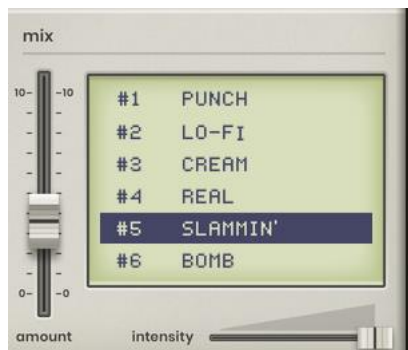 mix
10- -10
#1 PUNCH
#2 LO-FI
#3 CREAM
#4 REAL
#5 SLAMMIN'
#6 BOMB
0- -0
amount intensity